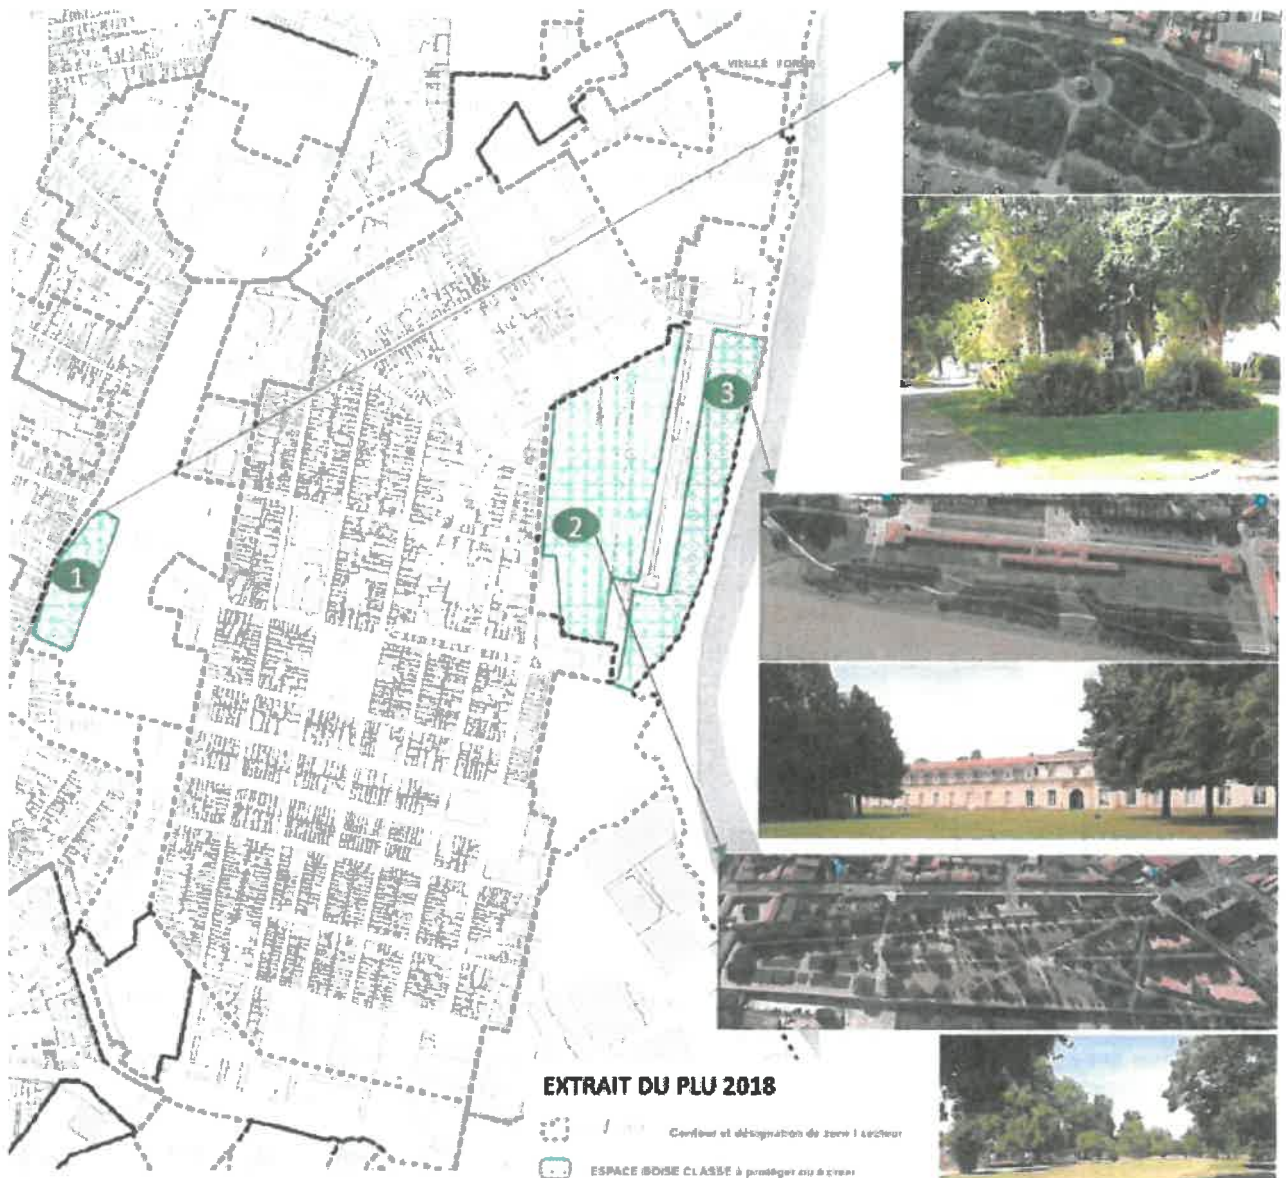 VIEILLE FORME
3
2
1
EXTRAIT DU PLU 2018
Contour et désignation de zone / secteur
ESPACE BOISE CLASSE à protéger ou à créer